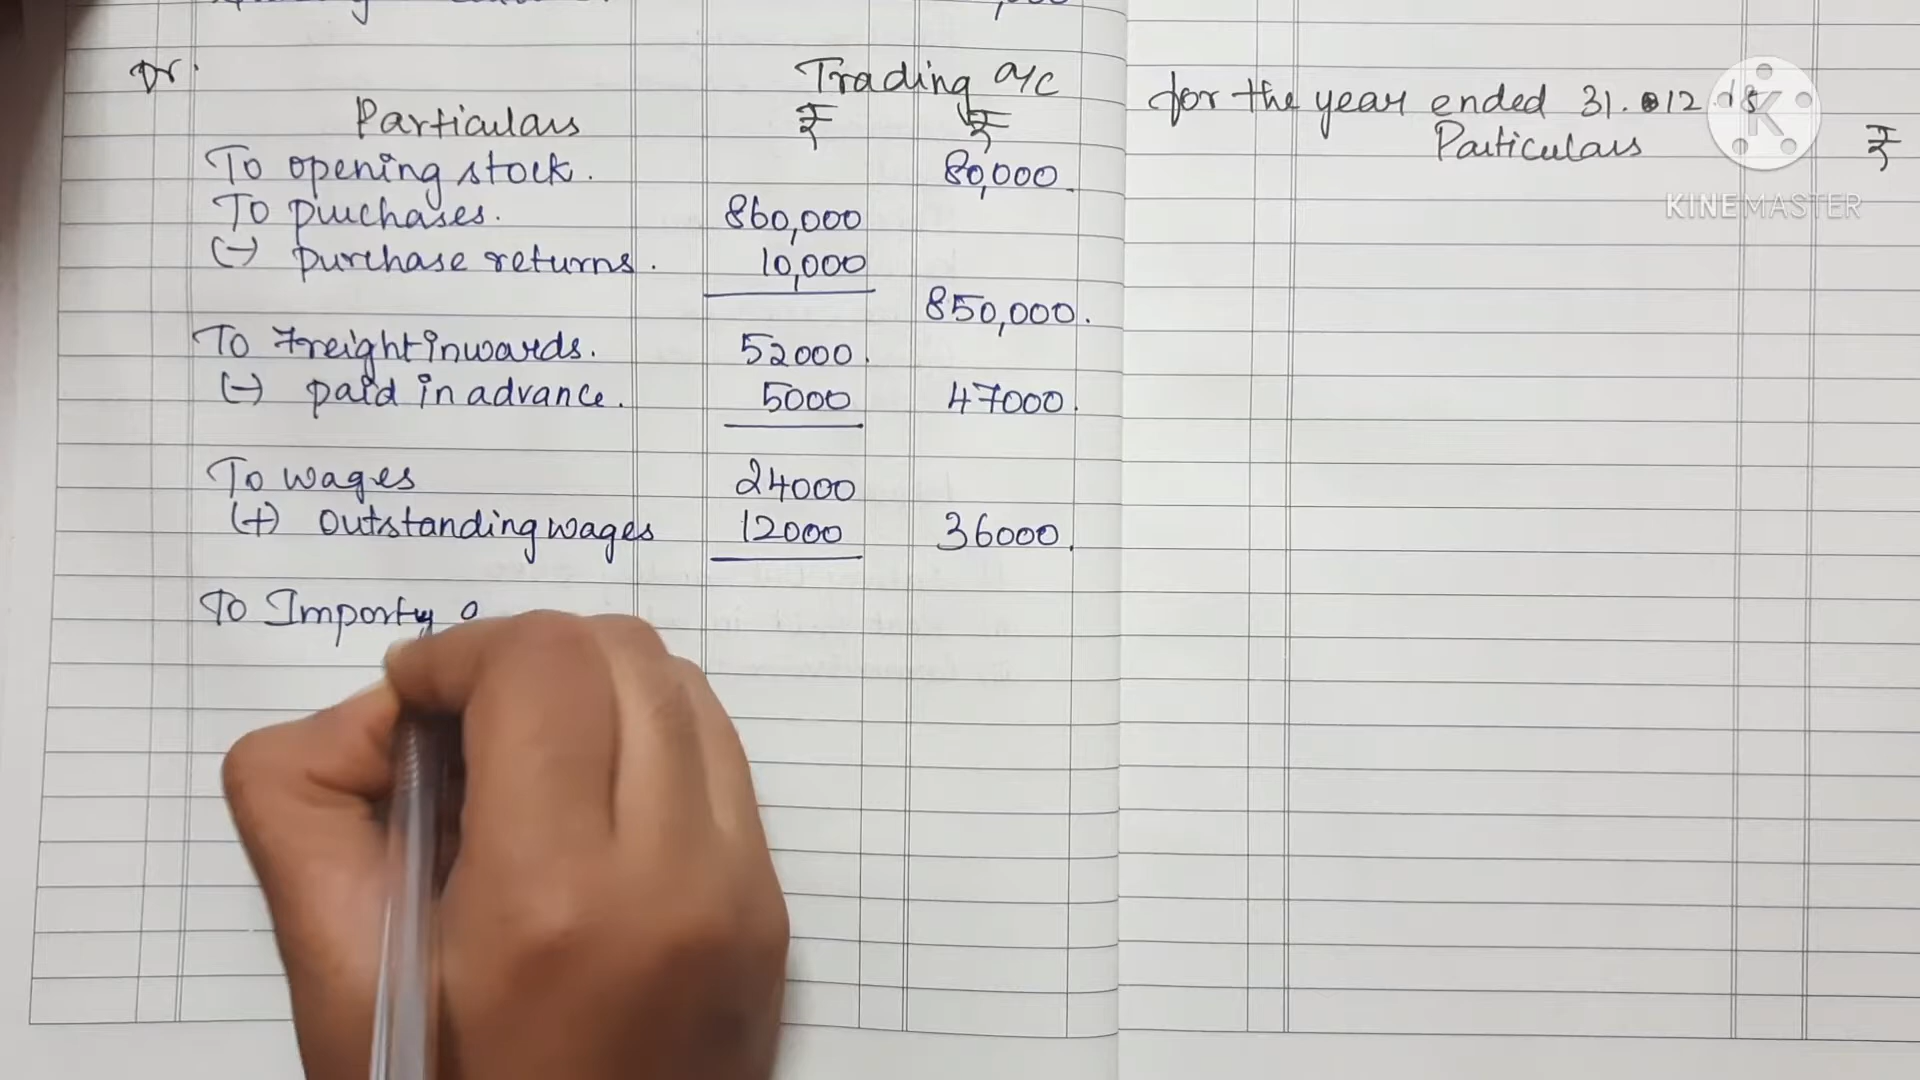 Dr. Trading a/c for the year ended 31.12.
Particulars ₹ ₹ Particulars ₹
To opening stock. 80,000.
To purchases. 860,000
(-) purchase returns. 10,000
850,000.
To Freight inwards. 52000.
(-) paid in advance. 5000 47000.
To wages 24000
(+) outstanding wages 12000 36000.
To Importy
KINEMASTER